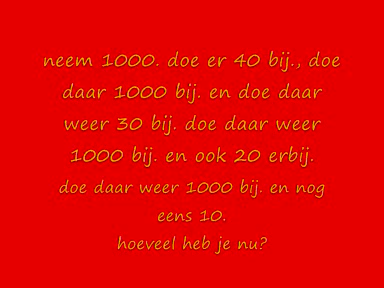 neem 1000. doe er 40 bij., doe
daar 1000 bij. en doe daar
weer 30 bij. doe daar weer
1000 bij. en ook 20 erbij.
doe daar weer 1000 bij. en nog
eens 10.
hoeveel heb je nu?